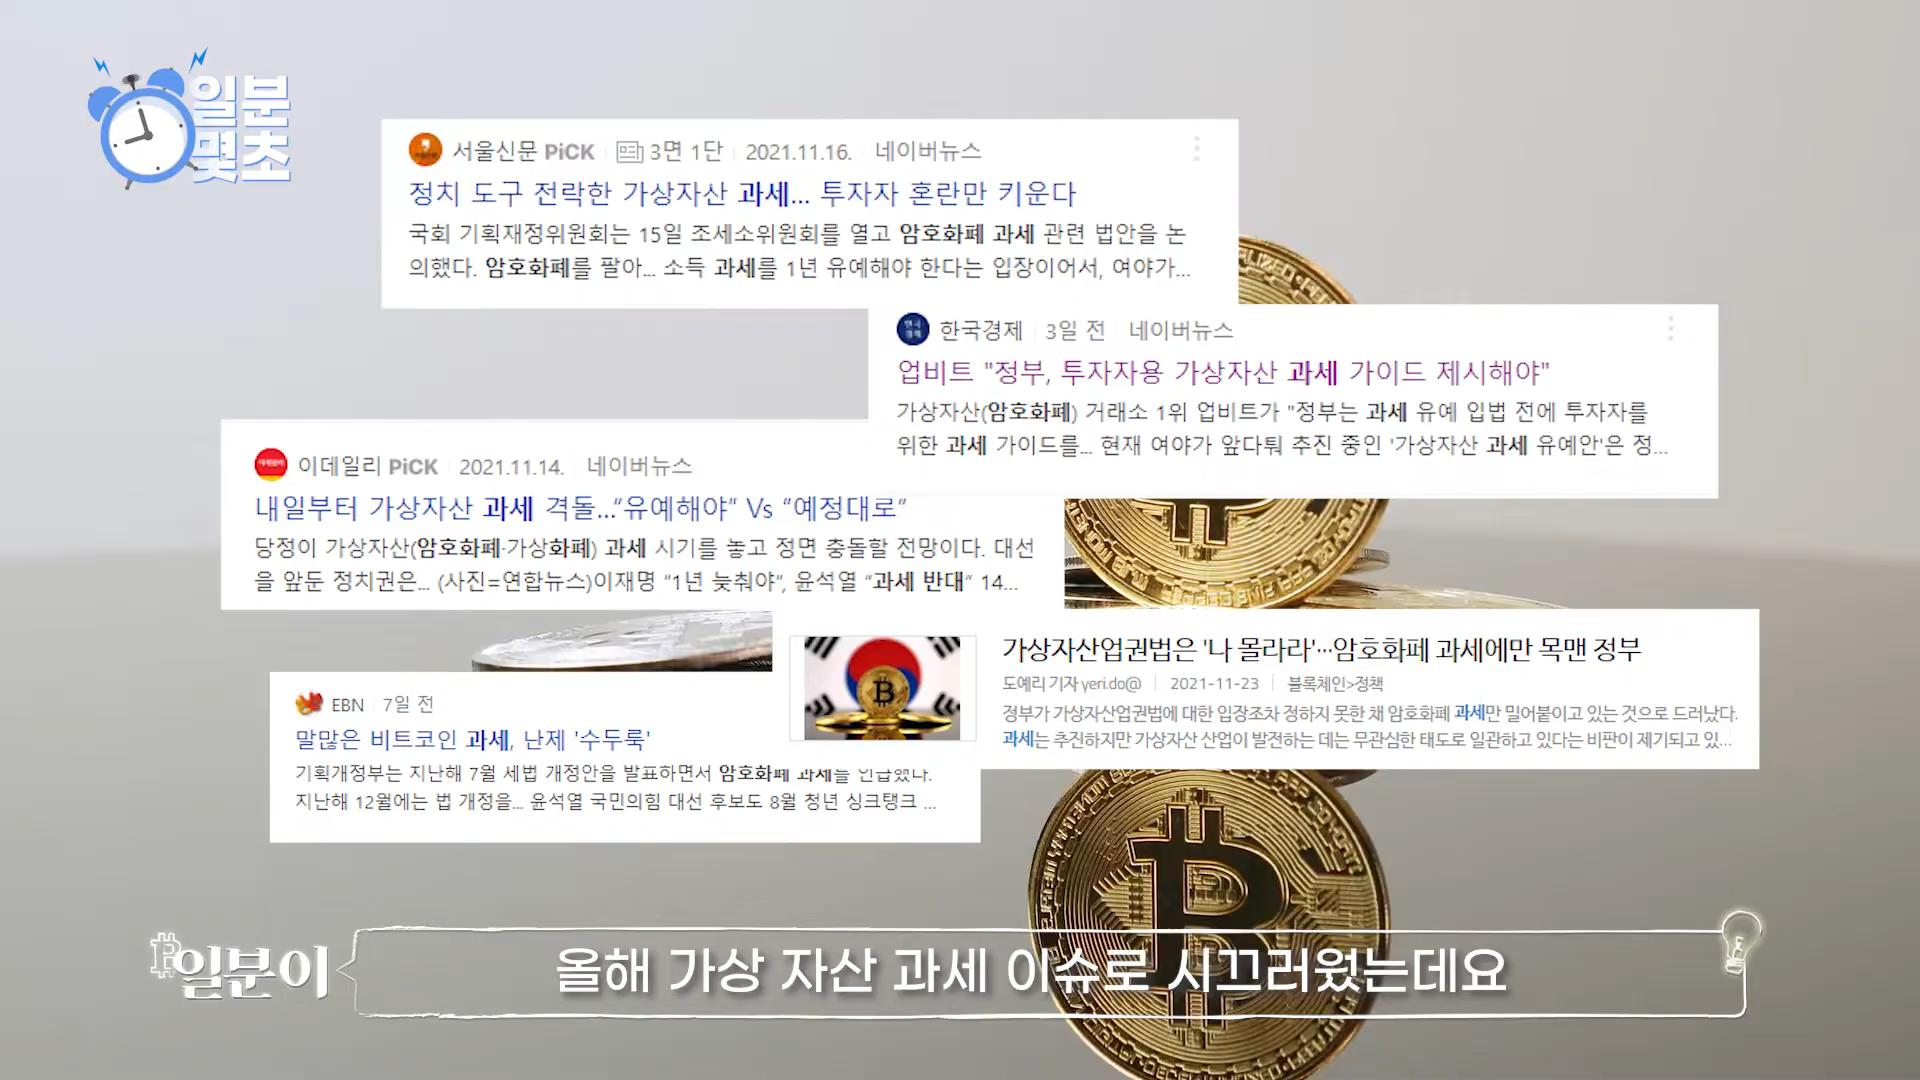 일분
몇초
서울신문 PiCK 3면 1단 2021.11.16. 네이버뉴스
정치 도구 전락한 가상자산 과세... 투자자 혼란만 키운다
국회 기획재정위원회는 15일 조세소위원회를 열고 암호화폐 과세 관련 법안을 논
의했다. 암호화폐를 팔아... 소득 과세를 1년 유예해야 한다는 입장이어서, 여야가...
한국경제 3일 전 네이버뉴스
업비트 "정부, 투자자용 가상자산 과세 가이드 제시해야"
가상자산(암호화폐) 거래소 1위 업비트가 "정부는 과세 유예 입법 전에 투자자를
위한 과세 가이드를... 현재 여야가 앞다퉈 추진 중인 '가상자산 과세 유예안'은 정...
이데일리 PiCK 2021.11.14. 네이버뉴스
내일부터 가상자산 과세 격돌...“유예해야” Vs “예정대로”
당정이 가상자산(암호화폐·가상화폐) 과세 시기를 놓고 정면 충돌할 전망이다. 대선
을 앞둔 정치권은... (사진=연합뉴스)이재명 “1년 늦춰야”, 윤석열 “과세 반대” 14...
가상자산업권법은 '나 몰라라'…암호화폐 과세에만 목맨 정부
도예리 기자 yeri.do@ 2021-11-23 블록체인>정책
정부가 가상자산업권법에 대한 입장조차 정하지 못한 채 암호화폐 과세만 밀어붙이고 있는 것으로 드러났다.
과세는 추진하지만 가상자산 산업이 발전하는 데는 무관심한 태도로 일관하고 있다는 비판이 제기되고 있...
EBN 7일 전
말많은 비트코인 과세, 난제 '수두룩'
기획개정부는 지난해 7월 세법 개정안을 발표하면서 암호화폐 과세를 언급했다.
지난해 12월에는 법 개정을... 윤석열 국민의힘 대선 후보도 8월 청년 싱크탱크 ...
일분이
올해 가상 자산 과세 이슈로 시끄러웠는데요